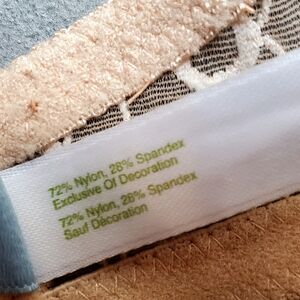 72% Nylon, 28% Spandex
Exclusive Of Decoration
72% Nylon, 28% Spandex
Sauf Décoration